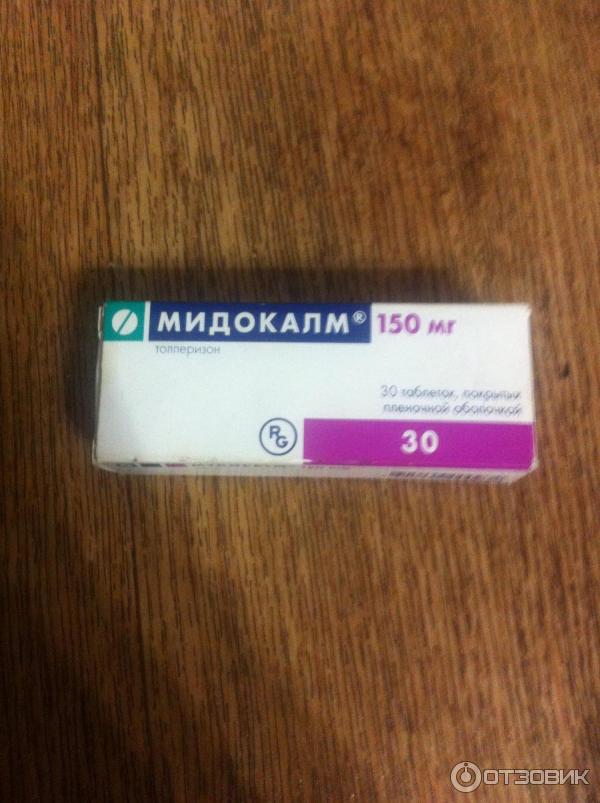 МИДОКАЛМ® 150 мг
толперизон
30 таблеток, покрытых
пленочной оболочкой
RG
30
ОТЗОВИК